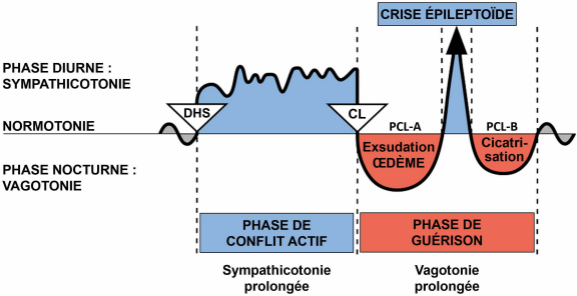 CRISE ÉPILEPTOÏDE
PHASE DIURNE :
SYMPATHICOTONIE
DHS
CL
NORMOTONIE
PCL-A
PCL-B
Exsudation
ŒDÈME
Cicatri-
sation
PHASE NOCTURNE :
VAGOTONIE
PHASE DE
CONFLIT ACTIF
PHASE DE
GUÉRISON
Sympathicotonie
prolongée
Vagotonie
prolongée